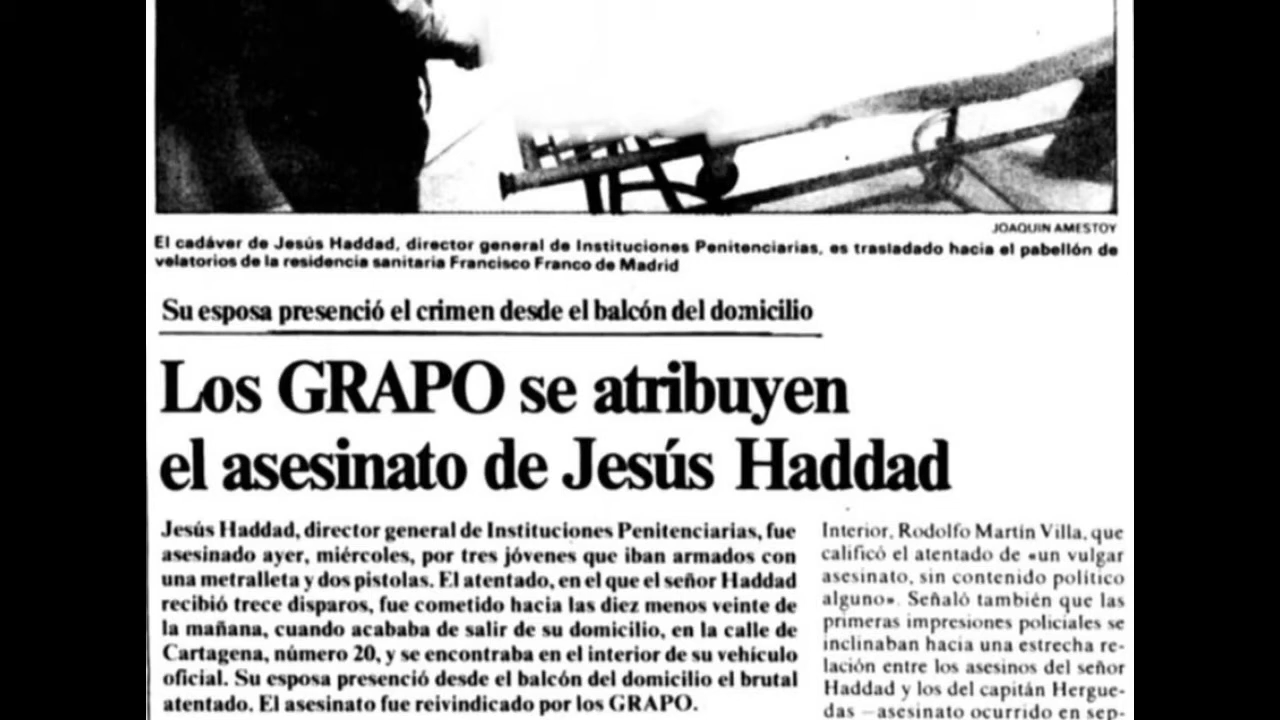 JOAQUIN AMESTOY
El cadáver de Jesús Haddad, director general de Instituciones Penitenciarias, es trasladado hacia el pabellón de
velatorios de la residencia sanitaria Francisco Franco de Madrid
Su esposa presenció el crimen desde el balcón del domicilio
Los GRAPO se atribuyen
el asesinato de Jesús Haddad
Jesús Haddad, director general de Instituciones Penitenciarias, fue
asesinado ayer, miércoles, por tres jóvenes que iban armados con
una metralleta y dos pistolas. El atentado, en el que el señor Haddad
recibió trece disparos, fue cometido hacia las diez menos veinte de
la mañana, cuando acababa de salir de su domicilio, en la calle de
Cartagena, número 20, y se encontraba en el interior de su vehículo
oficial. Su esposa presenció desde el balcón del domicilio el brutal
atentado. El asesinato fue reivindicado por los GRAPO.
Interior, Rodolfo Martín Villa, que
calificó el atentado de «un vulgar
asesinato, sin contenido político
alguno». Señaló también que las
primeras impresiones policiales se
inclinaban hacia una estrecha re-
lación entre los asesinos del señor
Haddad y los del capitán Hergue-
das —asesinato ocurrido en sep-